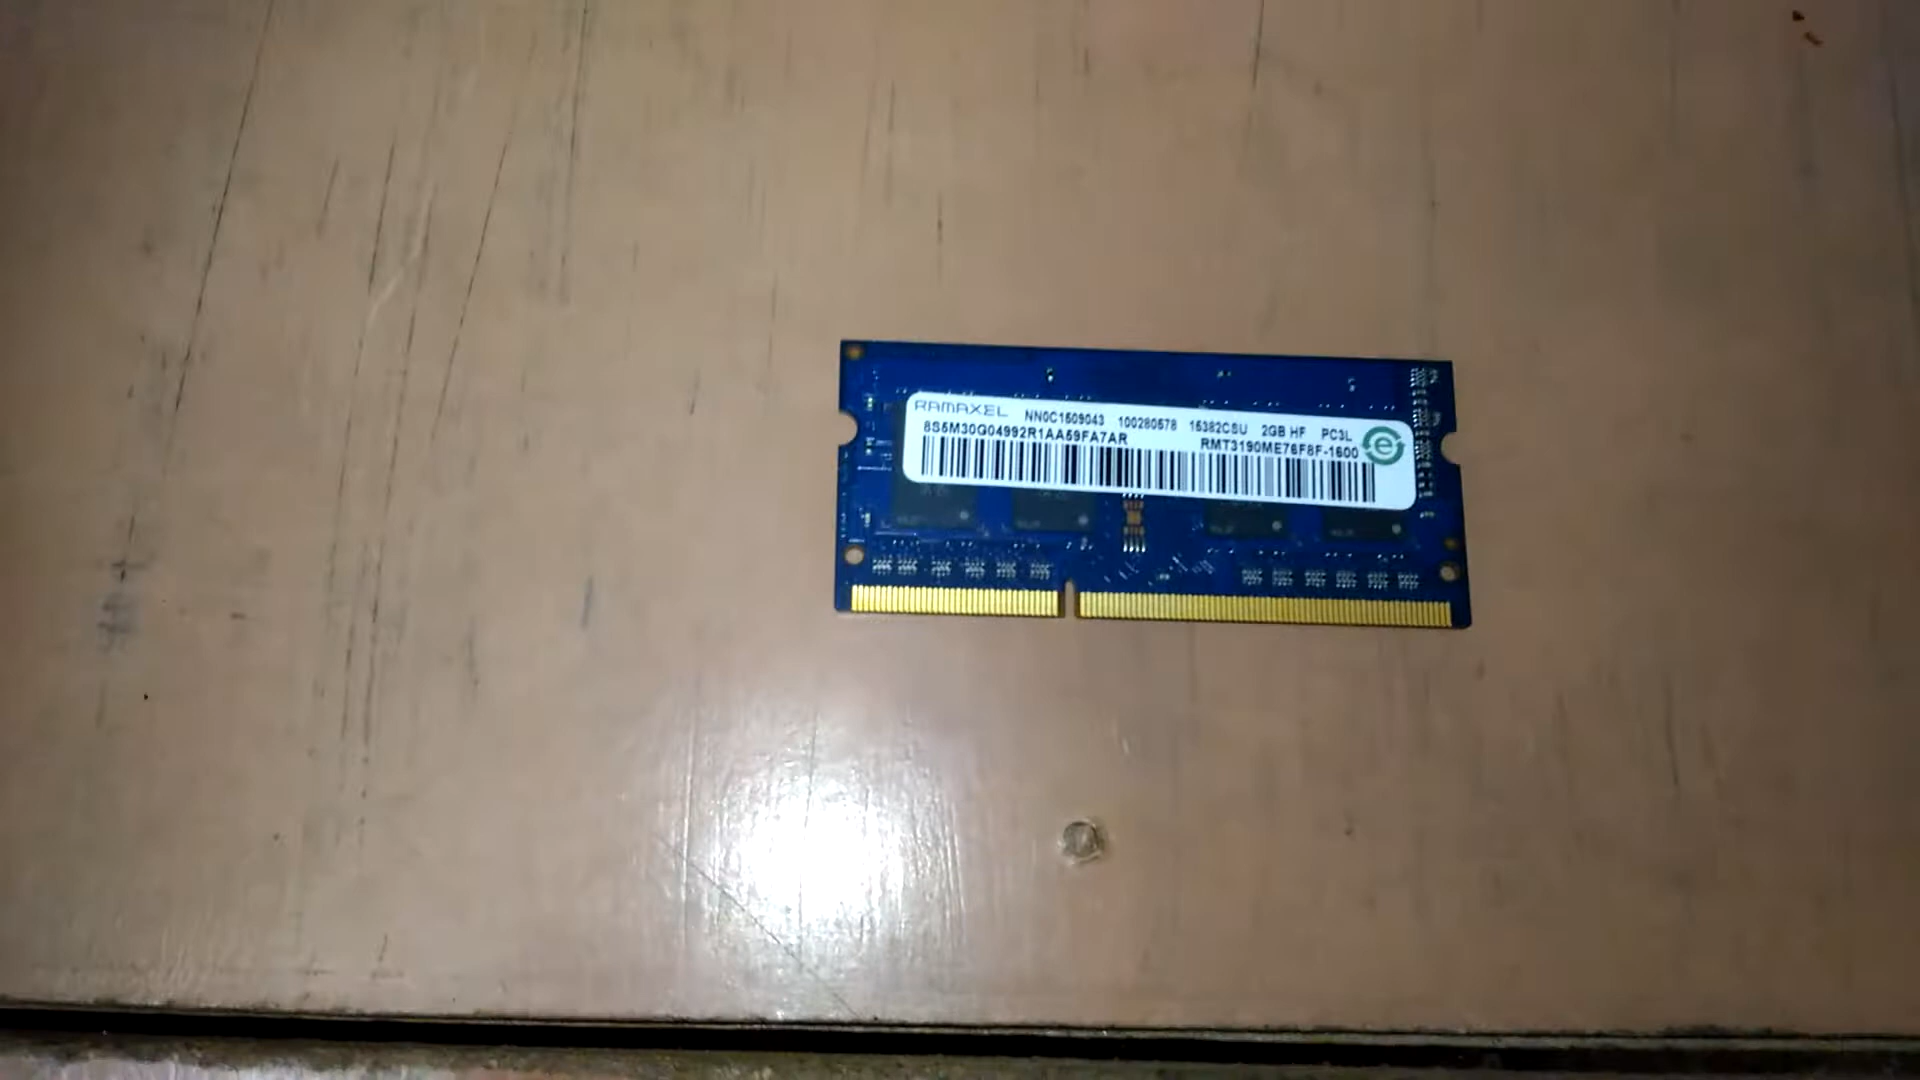 RAMAXEL NN0C1509043 100280578 15382CSU 2GB HF PC3L
8S5M30G04992R1AA59FA7AR RMT3190ME76F8F-1600